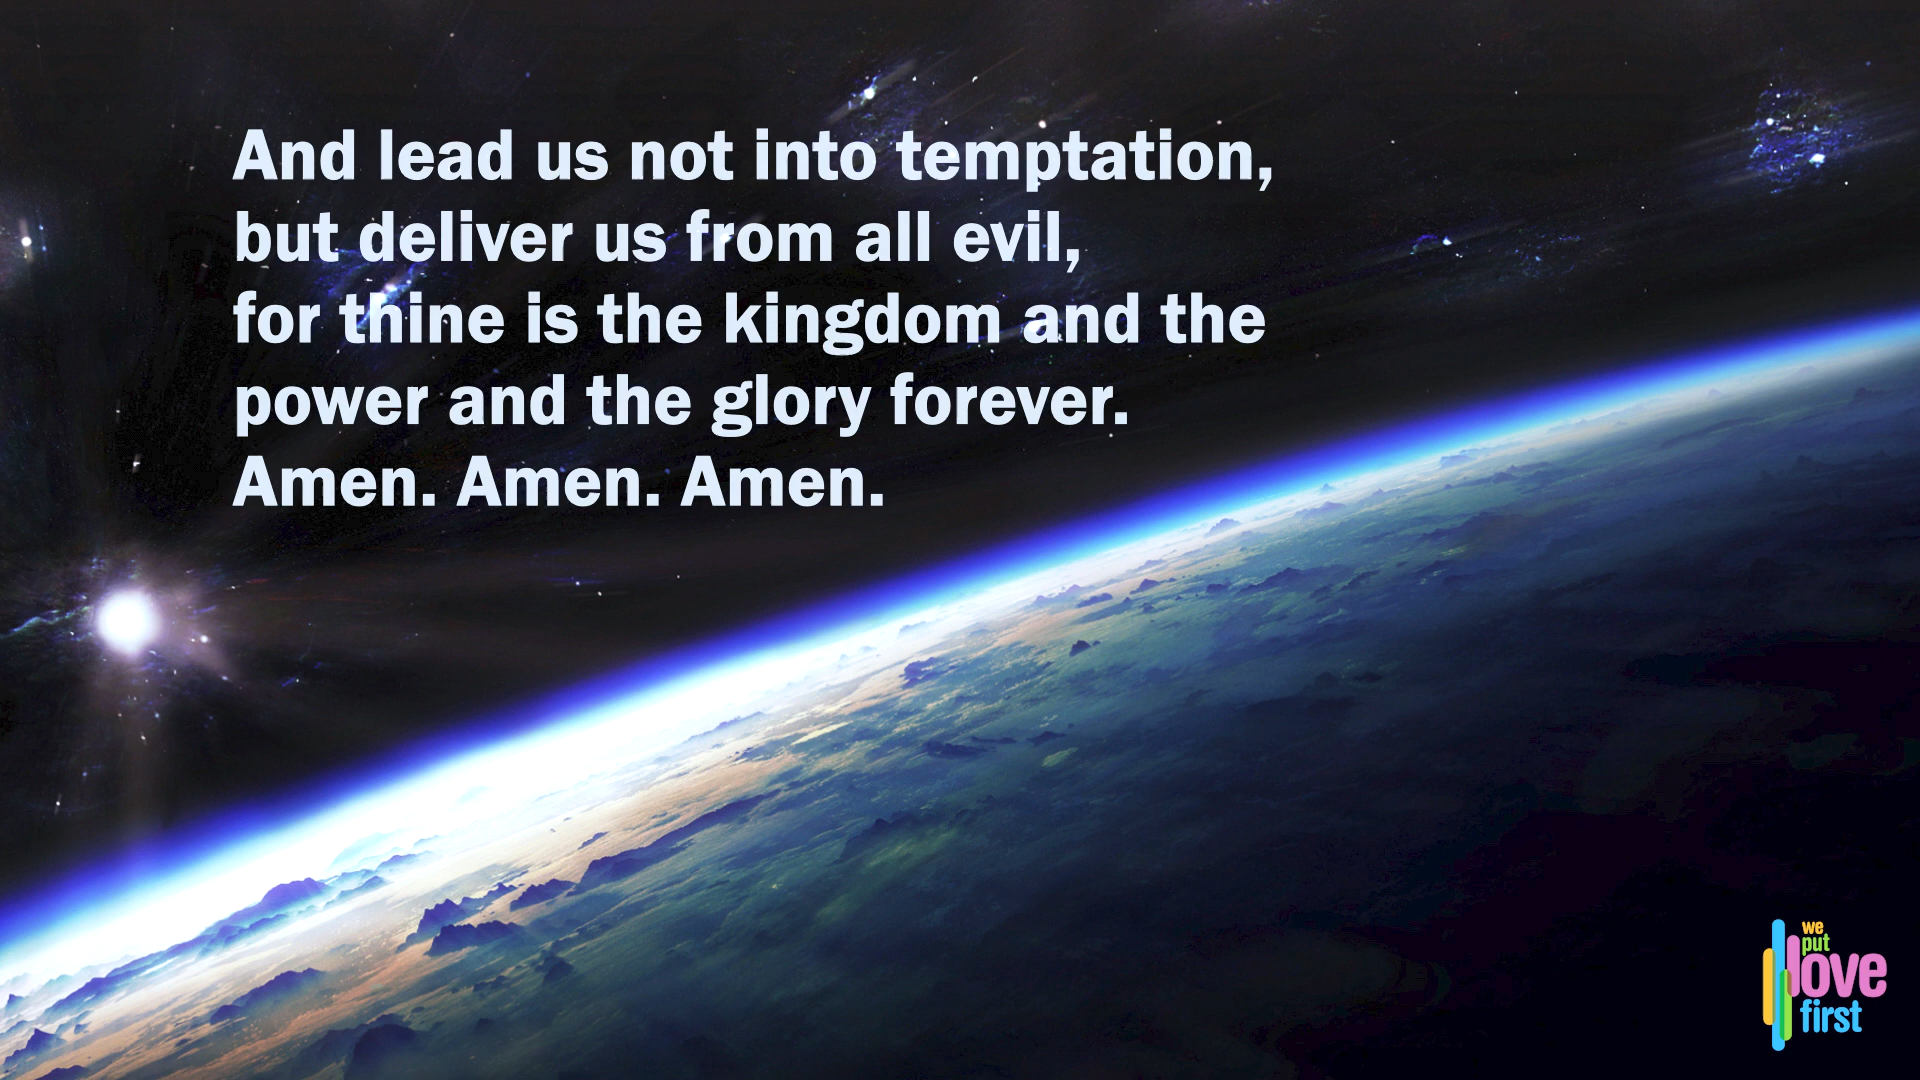 And lead us not into temptation,
but deliver us from all evil,
for thine is the kingdom and the
power and the glory forever.
Amen. Amen. Amen.
we
put
love
first